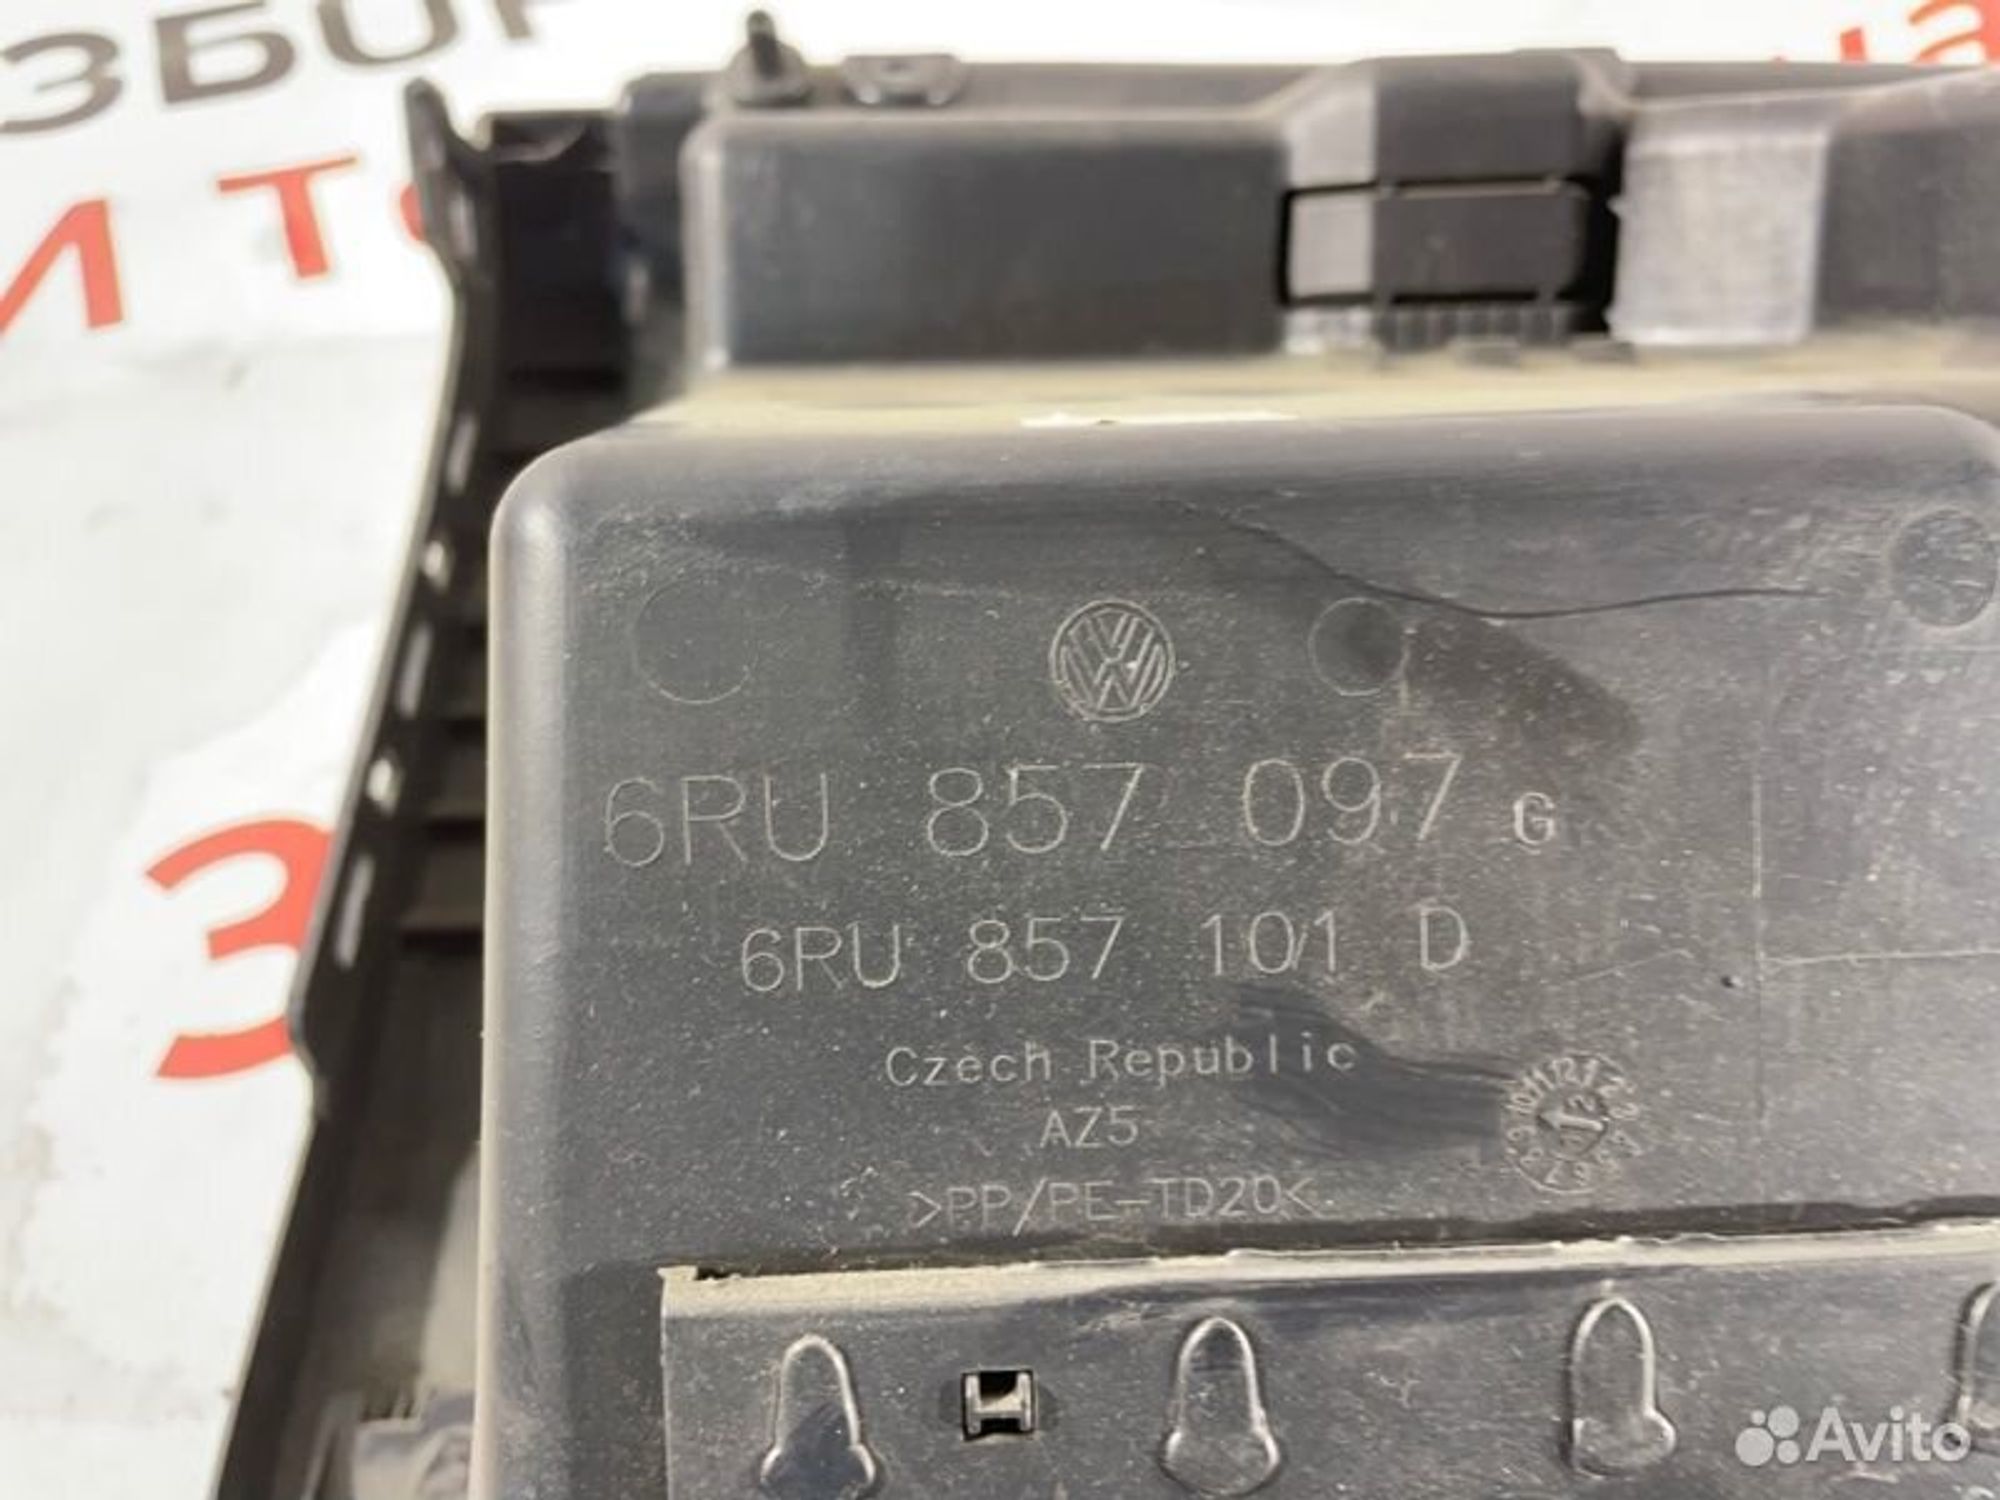 6RU 857 097 G
6RU 857 101 D
Czech Republic
AZ5
>PP/PE-TD20<
Avito